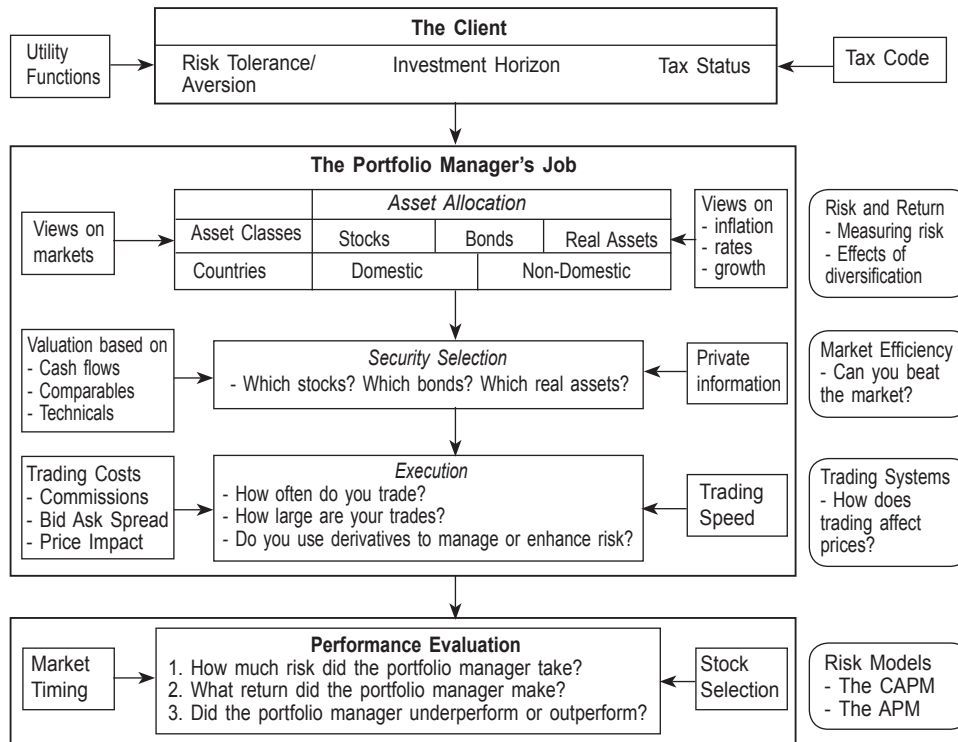 The Client
Utility
Functions
Risk Tolerance/
Aversion
Investment Horizon
Tax Status
Tax Code
The Portfolio Manager's Job
Views on
markets
Asset Allocation
Asset Classes
Stocks
Bonds
Real Assets
Countries
Domestic
Non-Domestic
Views on
- inflation
- rates
- growth
Risk and Return
- Measuring risk
- Effects of
diversification
Valuation based on
- Cash flows
- Comparables
- Technicals
Security Selection
- Which stocks? Which bonds? Which real assets?
Private
information
Market Efficiency
- Can you beat
the market?
Trading Costs
- Commissions
- Bid Ask Spread
- Price Impact
Execution
- How often do you trade?
- How large are your trades?
- Do you use derivatives to manage or enhance risk?
Trading
Speed
Trading Systems
- How does
trading affect
prices?
Market
Timing
Performance Evaluation
1. How much risk did the portfolio manager take?
2. What return did the portfolio manager make?
3. Did the portfolio manager underperform or outperform?
Stock
Selection
Risk Models
- The CAPM
- The APM